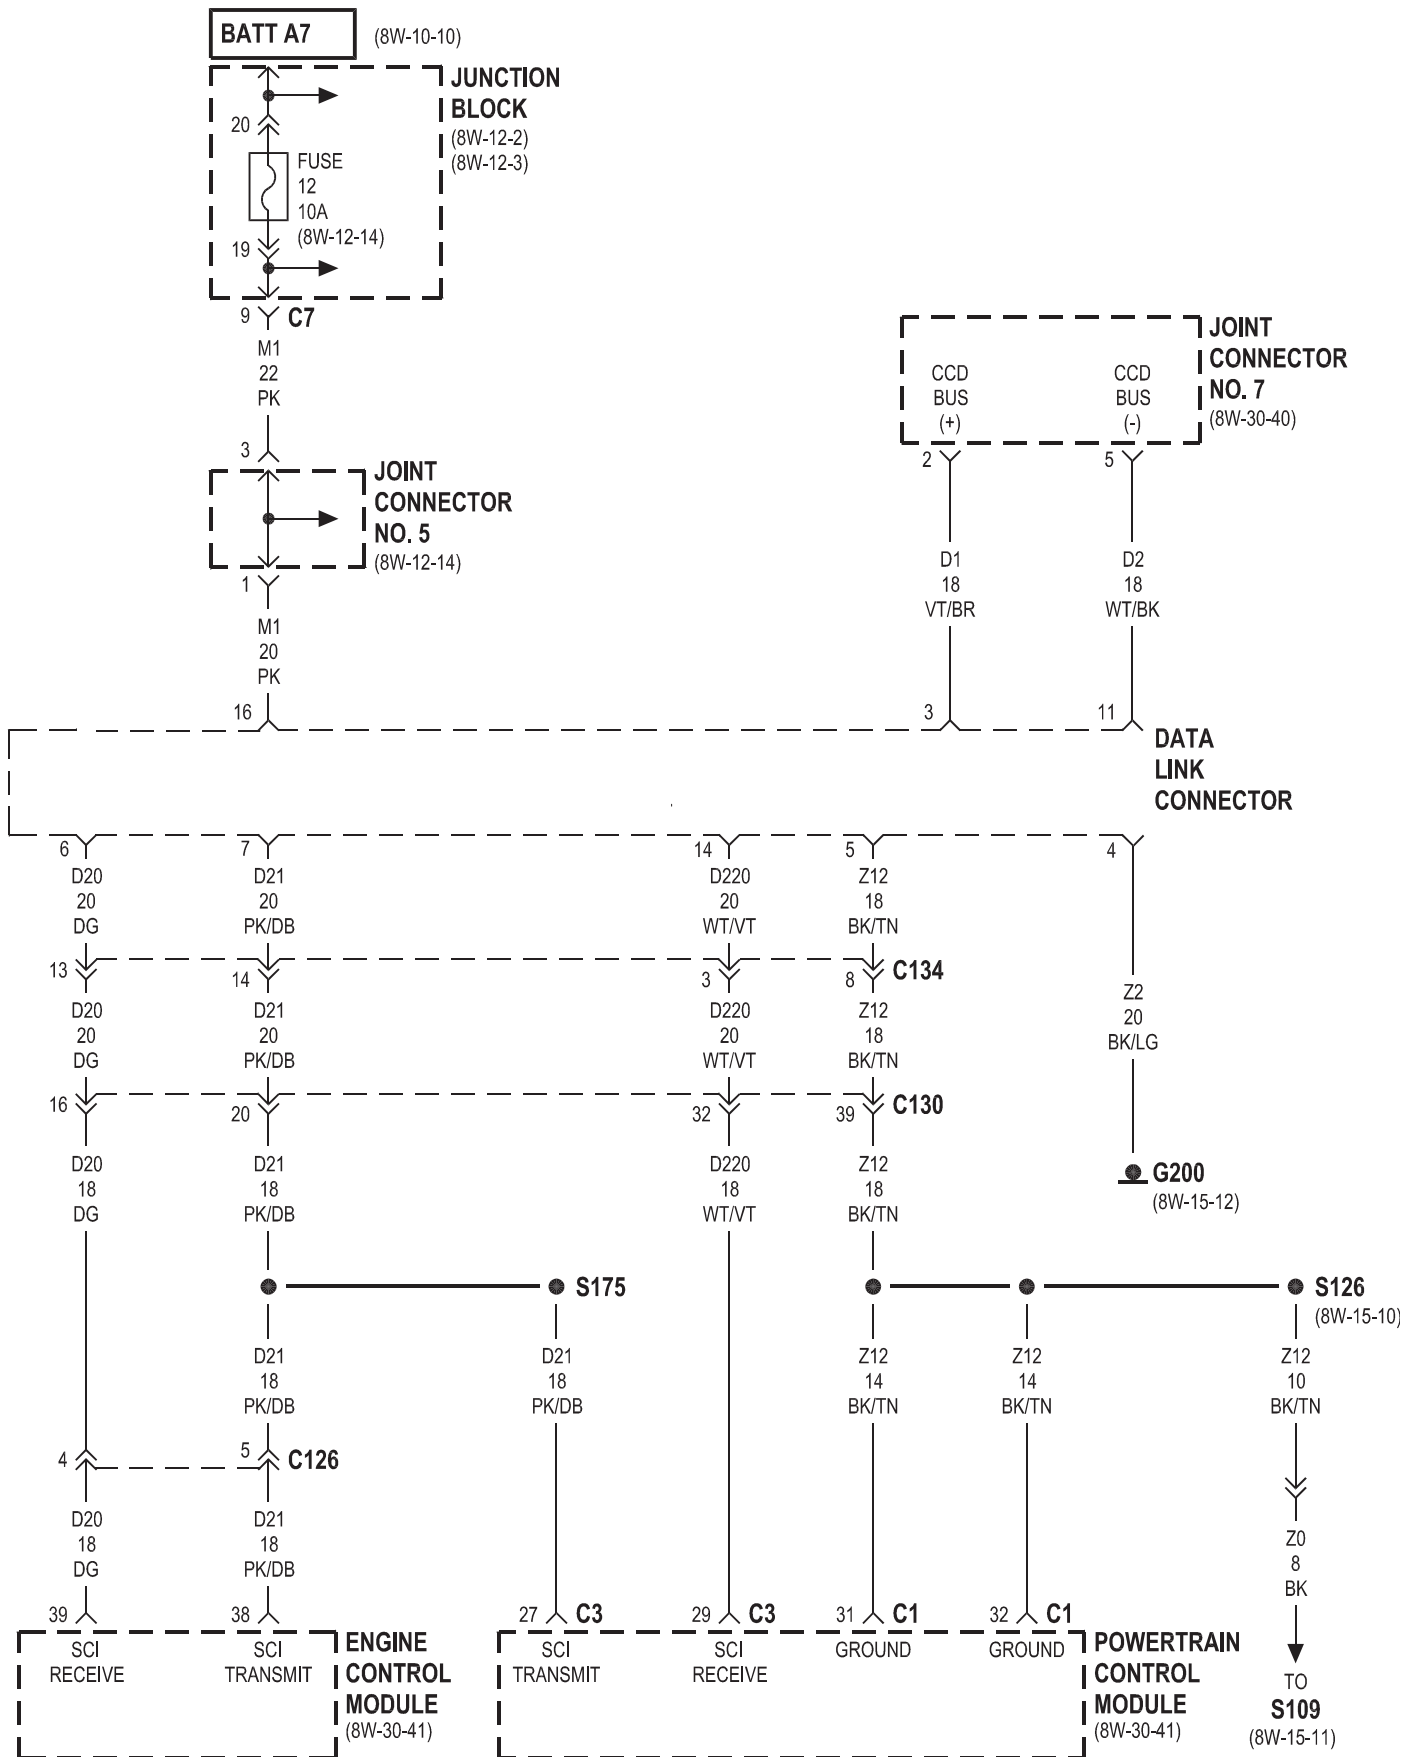 BATT A7
(8W-10-10)
JUNCTION
BLOCK
(8W-12-2)
(8W-12-3)
20
FUSE
12
10A
(8W-12-14)
19
9
C7
M1
22
PK
3
JOINT
CONNECTOR
NO. 5
(8W-12-14)
1
M1
20
PK
16
JOINT
CONNECTOR
NO. 7
(8W-30-40)
CCD
BUS
(+)
CCD
BUS
(-)
2
5
D1
18
VT/BR
D2
18
WT/BK
3
11
DATA
LINK
CONNECTOR
6
7
14
5
4
D20
20
DG
D21
20
PK/DB
D220
20
WT/VT
Z12
18
BK/TN
13
14
3
8
C134
D20
20
DG
D21
20
PK/DB
D220
20
WT/VT
Z12
18
BK/TN
Z2
20
BK/LG
16
20
32
39
C130
D20
18
DG
D21
18
PK/DB
D220
18
WT/VT
Z12
18
BK/TN
G200
(8W-15-12)
S175
S126
(8W-15-10)
D21
18
PK/DB
D21
18
PK/DB
Z12
14
BK/TN
Z12
14
BK/TN
Z12
10
BK/TN
4
5
C126
D20
18
DG
D21
18
PK/DB
Z0
8
BK
39
38
27
C3
29
C3
31
C1
32
C1
SCI
RECEIVE
SCI
TRANSMIT
ENGINE
CONTROL
MODULE
(8W-30-41)
SCI
TRANSMIT
SCI
RECEIVE
GROUND
GROUND
POWERTRAIN
CONTROL
MODULE
(8W-30-41)
TO
S109
(8W-15-11)